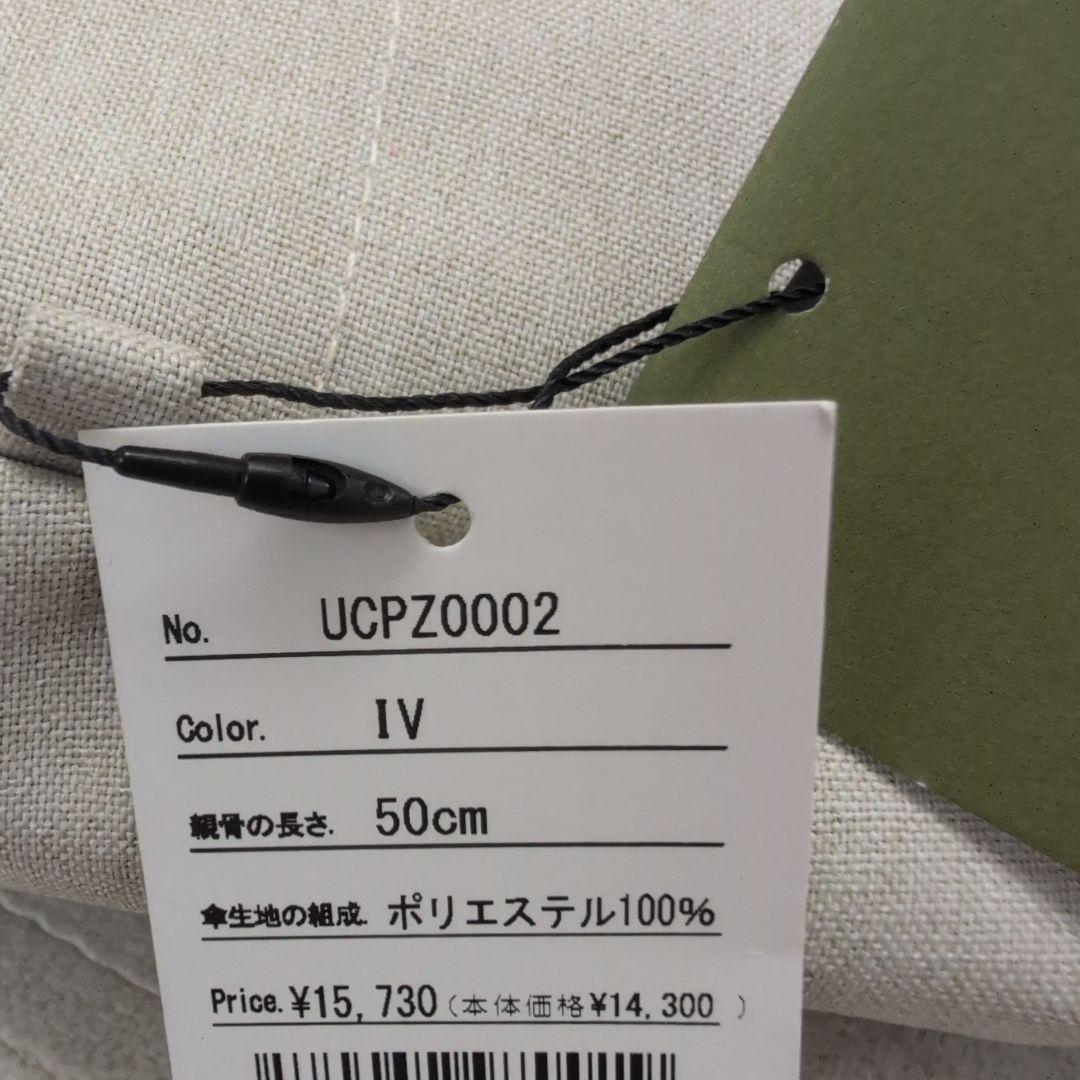 No. UCPZ0002
Color. IV
親骨の長さ. 50cm
傘生地の組成. ポリエステル100%
Price. ¥15,730 (本体価格¥14,300 )